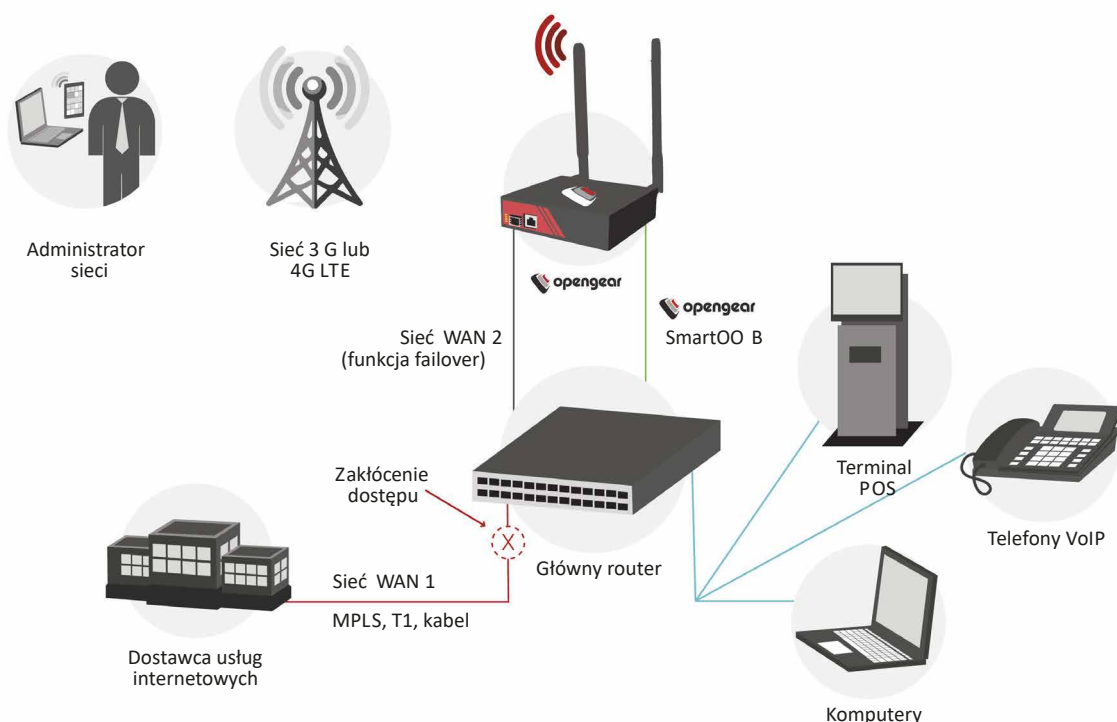 Administrator
sieci
Sieć 3 G lub
4G LTE
opengear
opengear
SmartOO B
Sieć WAN 2
(funkcja failover)
Zakłócenie
dostępu
X
Główny router
Terminal
POS
Telefony VoIP
Sieć WAN 1
MPLS, T1, kabel
Dostawca usług
internetowych
Komputery